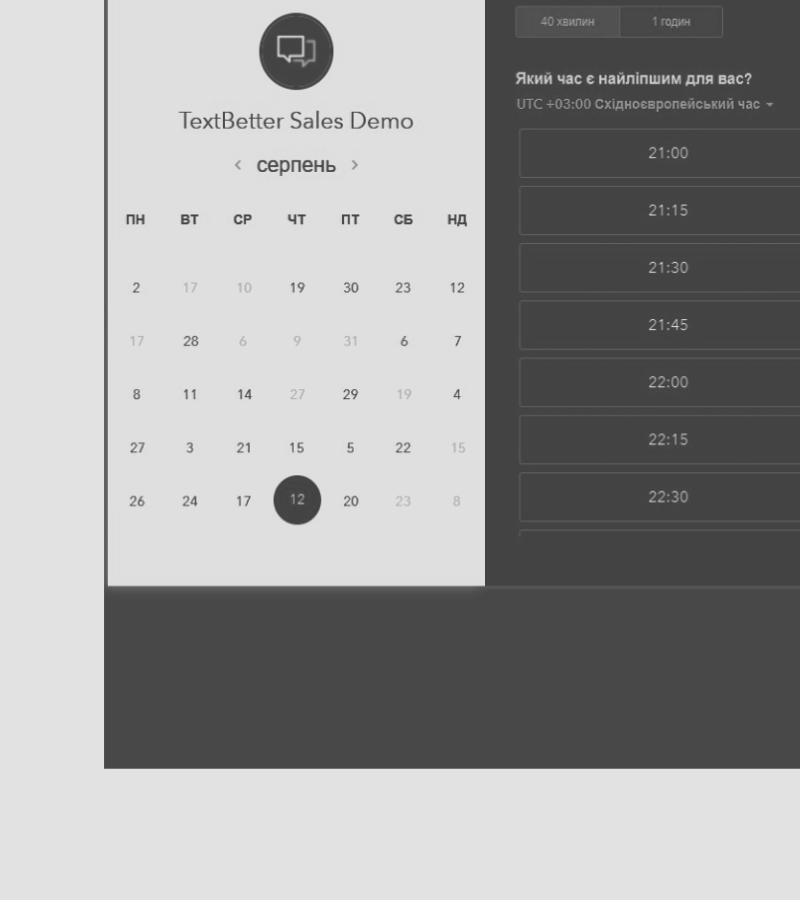 TextBetter Sales Demo
серпень
ПН ВТ СР ЧТ ПТ СБ НД
2 17 10 19 30 23 12
17 28 6 9 31 6 7
8 11 14 27 29 19 4
27 3 21 15 5 22 15
26 24 17 12 20 23 8
40 хвилин 1 годин
Який час є найліпшим для вас?
UTC +03:00 Східноєвропейський час
21:00
21:15
21:30
21:45
22:00
22:15
22:30